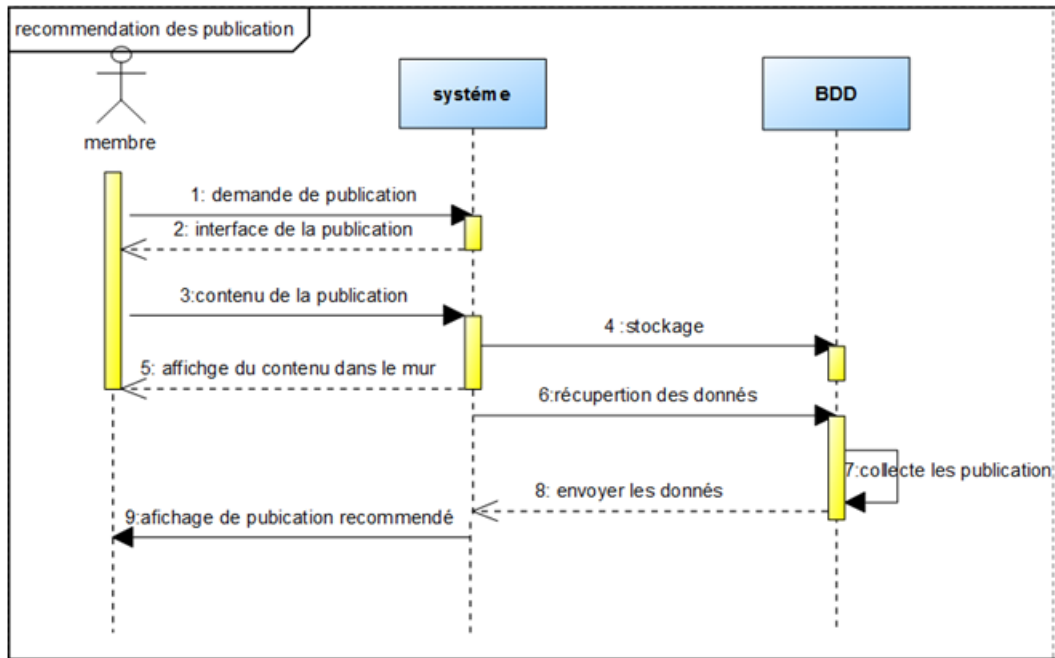 recommendation des publication
membre
systéme
BDD
1: demande de publication
2: interface de la publication
3:contenu de la publication
4 :stockage
5: affichge du contenu dans le mur
6:récupertion des donnés
7:collecte les publication
8: envoyer les donnés
9:afichage de pubication recommendé